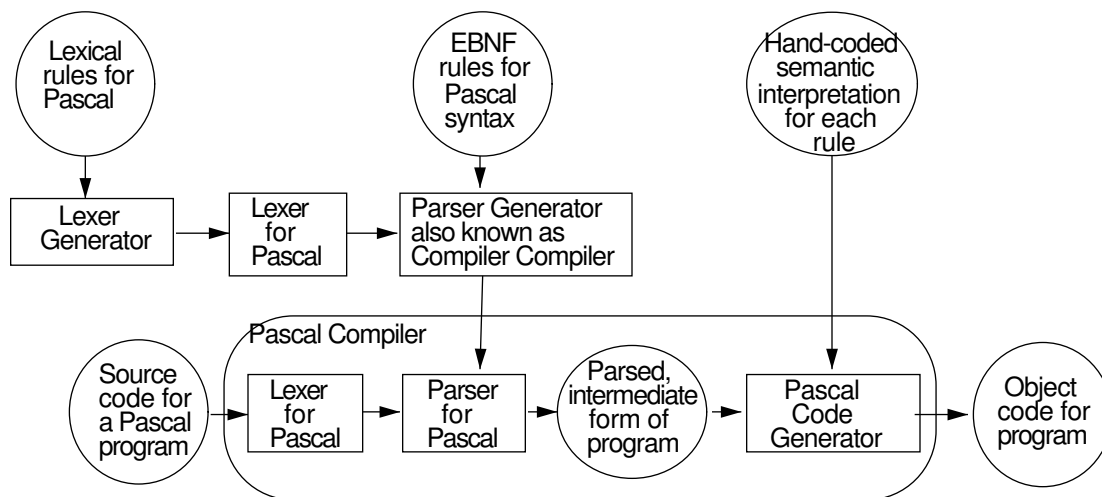 Lexical
rules for
Pascal
EBNF
rules for
Pascal
syntax
Hand-coded
semantic
interpretation
for each
rule
Lexer
Generator
Lexer
for
Pascal
Parser Generator
also known as
Compiler Compiler
Pascal Compiler
Source
code for
a Pascal
program
Lexer
for
Pascal
Parser
for
Pascal
Parsed,
intermediate
form of
program
Pascal
Code
Generator
Object
code for
program